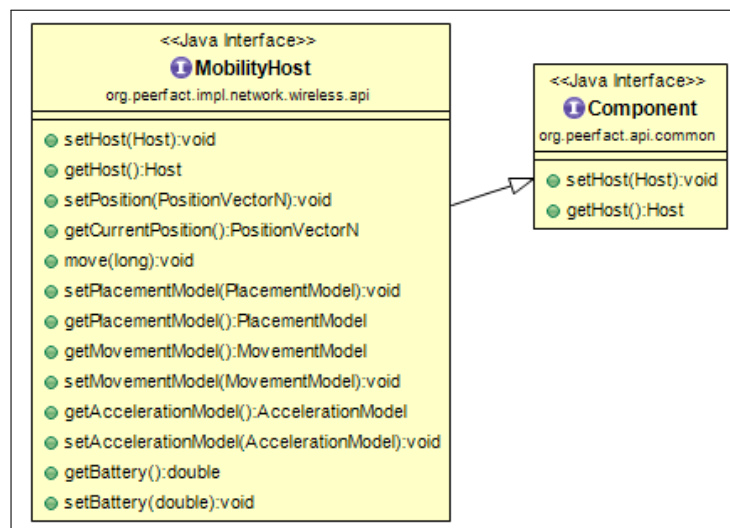 <<Java Interface>>
MobilityHost
org.peerfact.impl.network.wireless.api
setHost(Host):void
getHost():Host
setPosition(PositionVectorN):void
getCurrentPosition():PositionVectorN
move(long):void
setPlacementModel(PlacementModel):void
getPlacementModel():PlacementModel
getMovementModel():MovementModel
setMovementModel(MovementModel):void
getAccelerationModel():AccelerationModel
setAccelerationModel(AccelerationModel):void
getBattery():double
setBattery(double):void
<<Java Interface>>
Component
org.peerfact.api.common
setHost(Host):void
getHost():Host